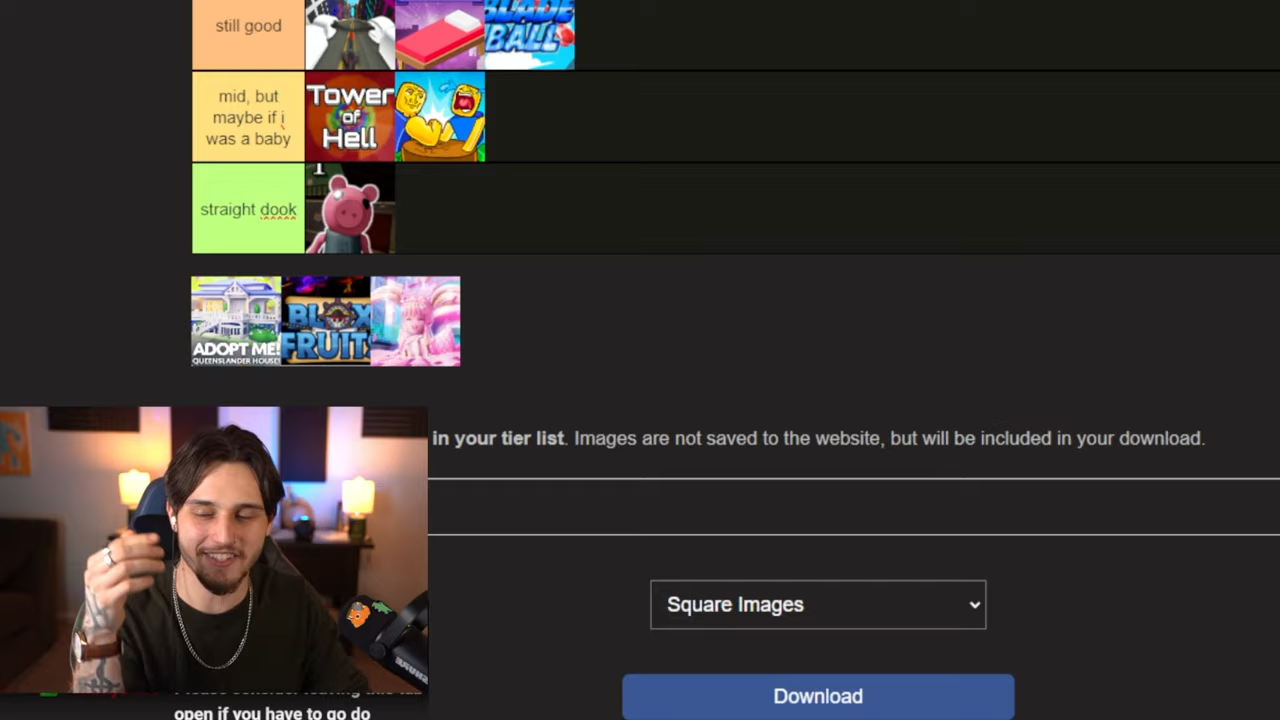 still good
BLADE
BALL
mid, but
maybe if i
was a baby
Tower
of
Hell
straight dook
1
ADOPT ME!
QUEENSLANDER HOUSE
BLOX
FRUITS
in your tier list. Images are not saved to the website, but will be included in your download.
Square Images
Download
open if you have to go do